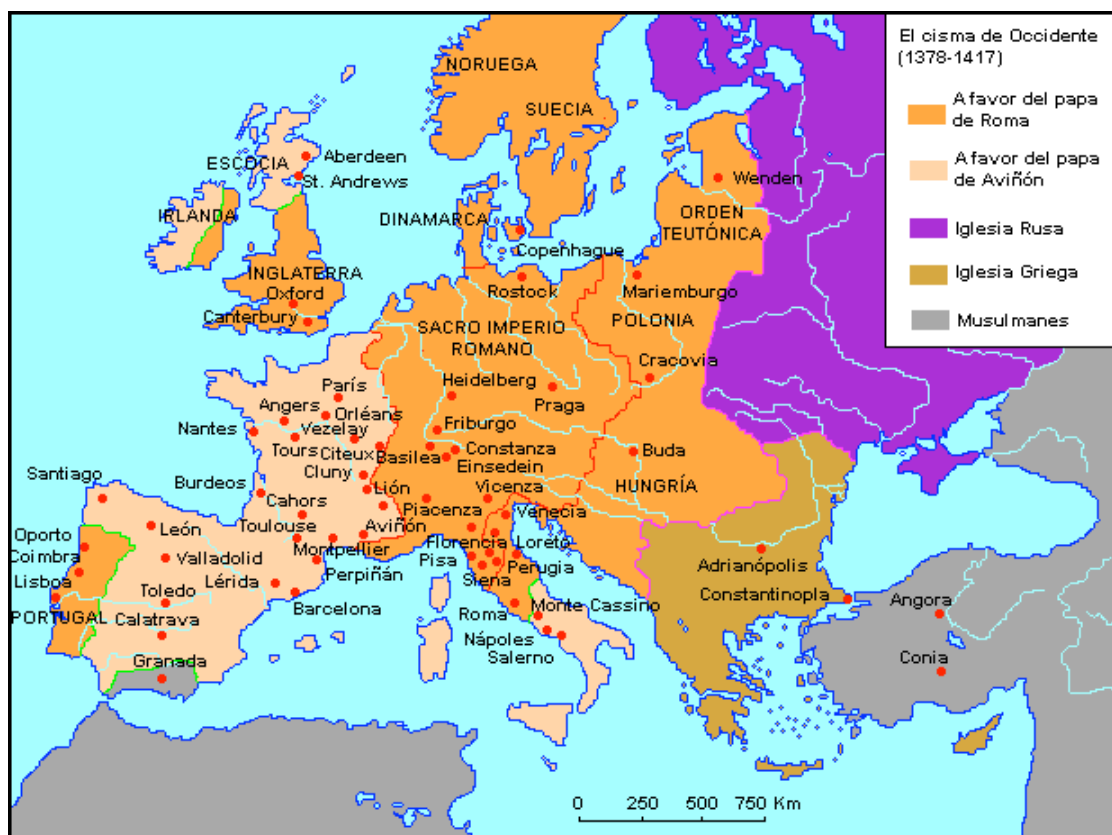 El cisma de Occidente
(1378-1417)
A favor del papa
de Roma
A favor del papa
de Aviñón
Iglesia Rusa
Iglesia Griega
Musulmanes
NORUEGA
SUECIA
ESCOCIA
Aberdeen
St. Andrews
IRLANDA
DINAMARCA
Copenhague
Wenden
ORDEN
TEUTÓNICA
INGLATERRA
Oxford
Canterbury
Rostock
Mariemburgo
SACRO IMPERIO
ROMANO
POLONIA
Cracovia
París
Heidelberg
Praga
Angers
Orléans
Nantes
Vezelay
Friburgo
Tours
Citeux
Basilea
Constanza
Einsedein
Buda
Cluny
HUNGRÍA
Santiago
Burdeos
Lión
Vicenza
Cahors
Piacenza
Venecia
Oporto
León
Toulouse
Aviñón
Florencia
Loreto
Coimbra
Valladolid
Montpellier
Pisa
Perugia
Adrianópolis
Lisboa
Lérida
Perpiñán
Siena
Constantinopla
Angora
PORTUGAL
Toledo
Barcelona
Roma
Monte Cassino
Calatrava
Nápoles
Salerno
Granada
Conia
0 250 500 750 Km